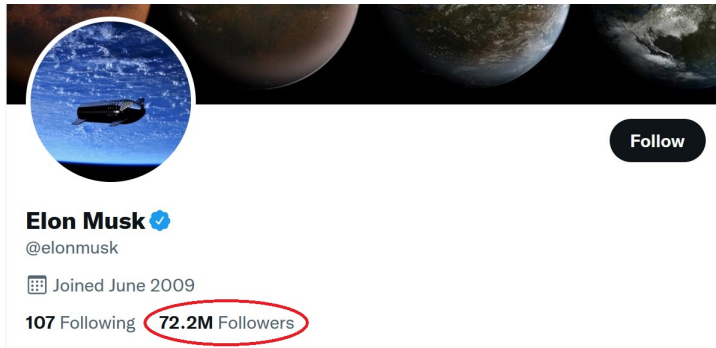 Follow
Elon Musk
@elonmusk
Joined June 2009
107 Following 72.2M Followers